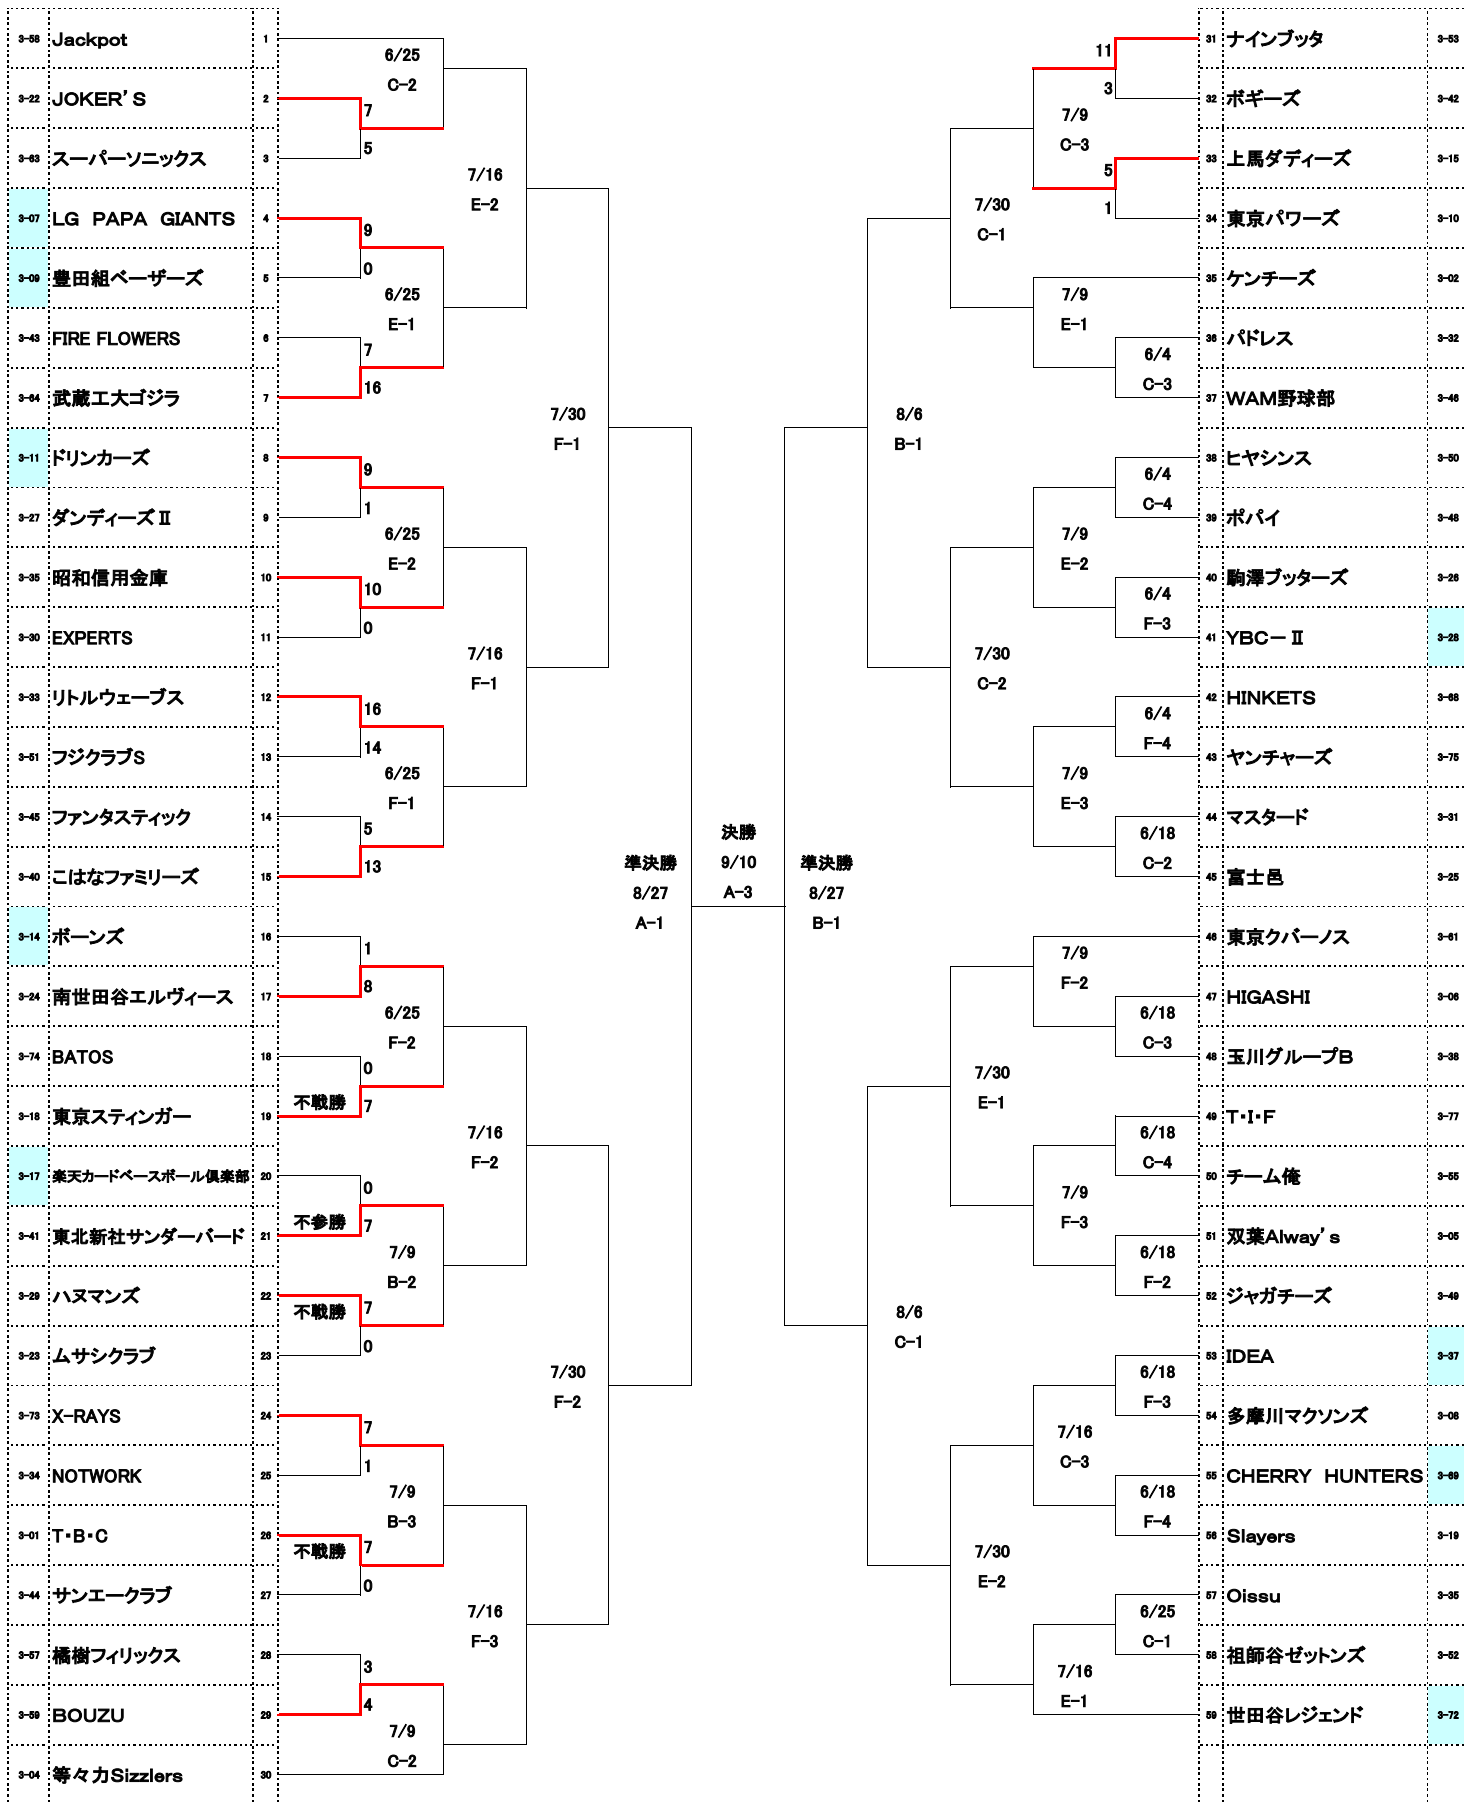 3-58 Jackpot 1
6/25
C-2
3-22 JOKER'S 2
7
5
3-63 スーパーソニックス 3
7/16
E-2
3-07 LG PAPA GIANTS 4
9
0
3-09 豊田組ベーザーズ 5
6/25
E-1
3-43 FIRE FLOWERS 6
7
16
3-64 武蔵工大ゴジラ 7
7/30
F-1
3-11 ドリンカーズ 8
9
1
3-27 ダンディーズⅡ 9
6/25
E-2
3-35 昭和信用金庫 10
10
0
3-30 EXPERTS 11
7/16
F-1
3-33 リトルウェーブス 12
16
14
3-51 フジクラブS 13
6/25
F-1
3-45 ファンタスティック 14
5
13
3-40 こはなファミリーズ 15
準決勝
8/27
A-1
3-14 ボーンズ 16
1
8
3-24 南世田谷エルヴィース 17
6/25
F-2
3-74 BATOS 18
0
不戦勝 7
3-18 東京スティンガー 19
7/16
F-2
3-17 楽天カードベースボール倶楽部 20
0
不参勝 7
3-41 東北新社サンダーバード 21
7/9
B-2
3-29 ハヌマンズ 22
不戦勝 7
0
3-23 ムサシクラブ 23
7/30
F-2
3-73 X-RAYS 24
7
1
3-34 NOTWORK 25
7/9
B-3
3-01 T・B・C 26
不戦勝 7
0
3-44 サンエークラブ 27
7/16
F-3
3-57 橘樹フィリックス 28
3
4
3-59 BOUZU 29
7/9
C-2
3-04 等々力Sizzlers 30
決勝
9/10
A-3
準決勝
8/27
B-1
31 ナインブッタ 3-53
11
3
32 ボギーズ 3-42
7/9
C-3
33 上馬ダディーズ 3-15
5
1
34 東京パワーズ 3-10
7/30
C-1
35 ケンチーズ 3-02
7/9
E-1
36 パドレス 3-32
6/4
C-3
37 WAM野球部 3-46
8/6
B-1
38 ヒヤシンス 3-50
6/4
C-4
39 ポパイ 3-48
7/9
E-2
40 駒澤ブッターズ 3-26
6/4
F-3
41 YBC-Ⅱ 3-28
7/30
C-2
42 HINKETS 3-68
6/4
F-4
43 ヤンチャーズ 3-75
7/9
E-3
44 マスタード 3-31
6/18
C-2
45 富士邑 3-25
46 東京クバーノス 3-61
7/9
F-2
47 HIGASHI 3-06
6/18
C-3
48 玉川グループB 3-38
7/30
E-1
49 T・I・F 3-77
6/18
C-4
50 チーム俺 3-55
7/9
F-3
51 双葉Alway's 3-05
6/18
F-2
52 ジャガチーズ 3-49
8/6
C-1
53 IDEA 3-37
6/18
F-3
54 多摩川マクソンズ 3-08
7/16
C-3
55 CHERRY HUNTERS 3-69
6/18
F-4
56 Slayers 3-19
7/30
E-2
57 Oissu 3-35
6/25
C-1
58 祖師谷ゼットンズ 3-52
7/16
E-1
59 世田谷レジェンド 3-72